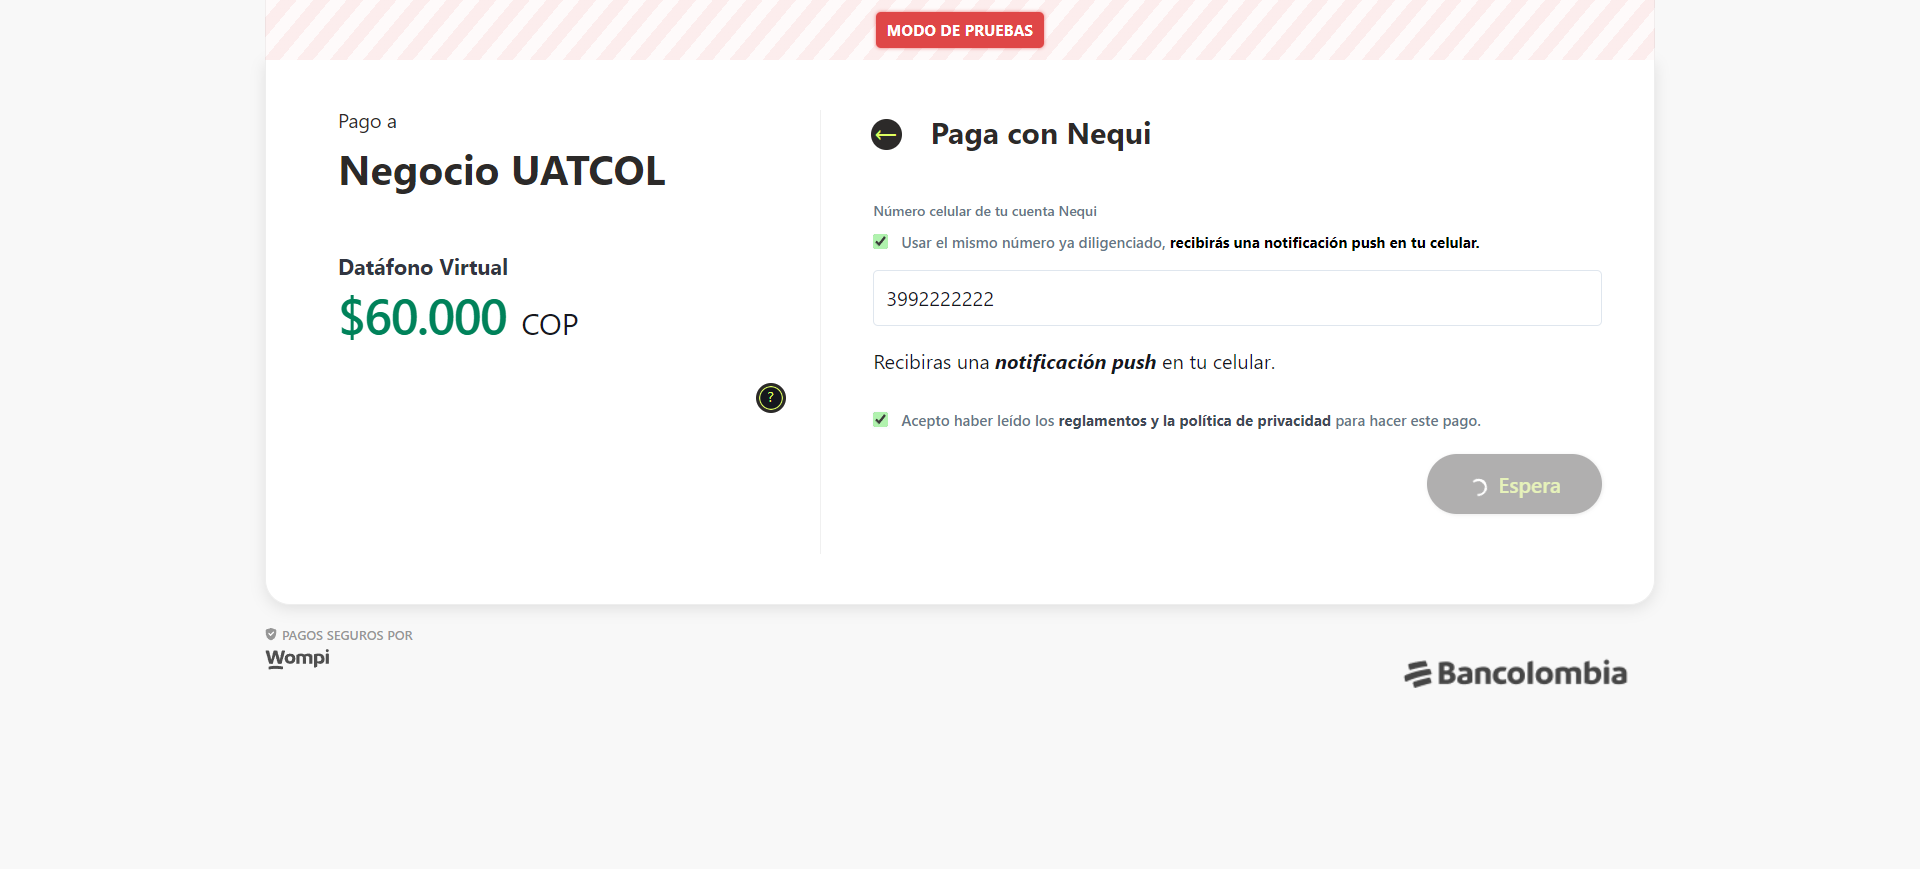 MODO DE PRUEBAS
Pago a
Negocio UATCOL
Datáfono Virtual
$60.000 COP
?
Paga con Nequi
Número celular de tu cuenta Nequi
Usar el mismo número ya diligenciado, recibirás una notificación push en tu celular.
3992222222
Recibiras una notificación push en tu celular.
Acepto haber leído los reglamentos y la política de privacidad para hacer este pago.
Espera
PAGOS SEGUROS POR
Wompi
Bancolombia